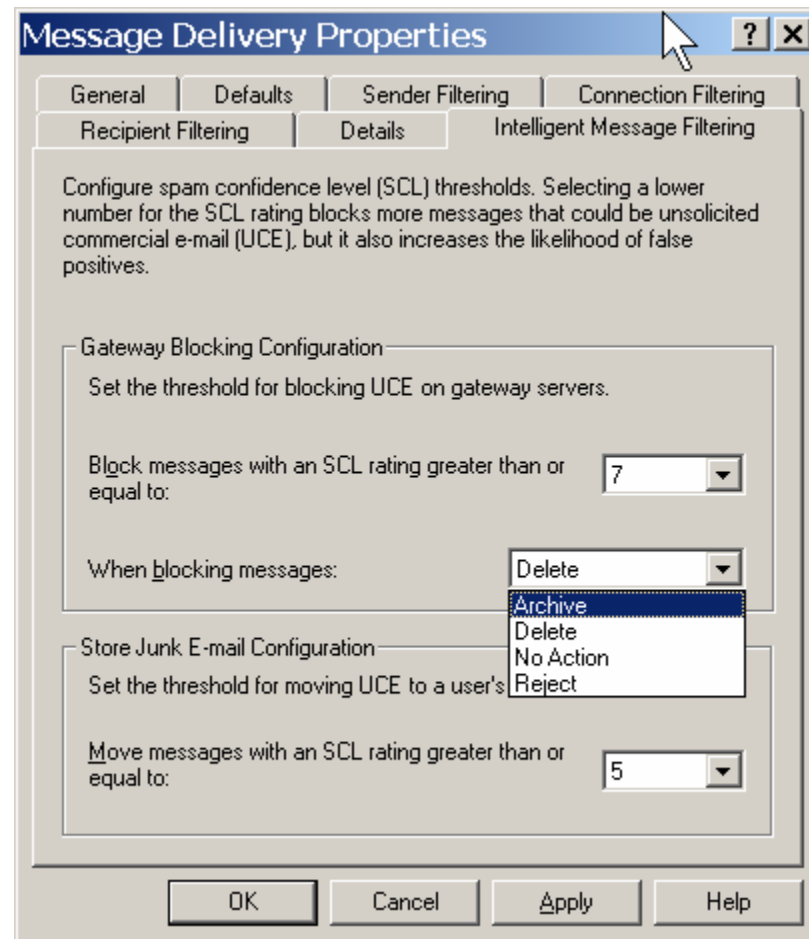 Message Delivery Properties
General Defaults Sender Filtering Connection Filtering
Recipient Filtering Details Intelligent Message Filtering
Configure spam confidence level (SCL) thresholds. Selecting a lower
number for the SCL rating blocks more messages that could be unsolicited
commercial e-mail (UCE), but it also increases the likelihood of false
positives.
Gateway Blocking Configuration
Set the threshold for blocking UCE on gateway servers.
Block messages with an SCL rating greater than or
equal to:
7
When blocking messages:
Delete
Archive
Delete
No Action
Reject
Store Junk E-mail Configuration
Set the threshold for moving UCE to a user's
Move messages with an SCL rating greater than or
equal to:
5
OK Cancel Apply Help